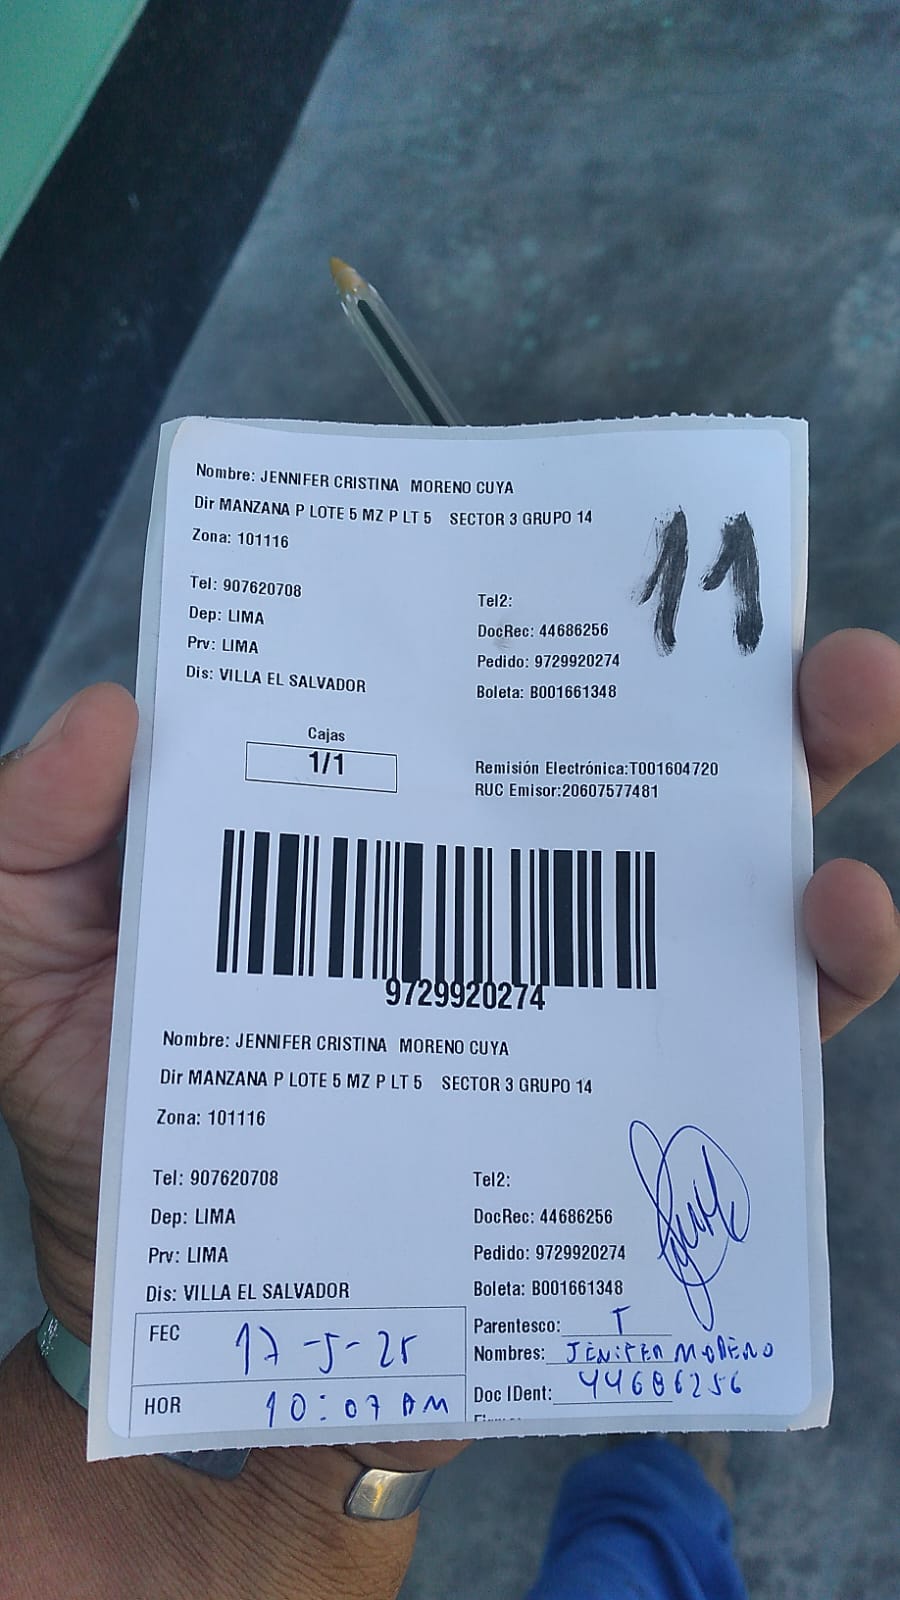 Nombre: JENNIFER CRISTINA MORENO CUYA
Dir MANZANA P LOTE 5 MZ P LT 5 SECTOR 3 GRUPO 14
Zona: 101116
11
Tel: 907620708
Tel2:
Dep: LIMA
DocRec: 44686256
Prv: LIMA
Pedido: 9729920274
Dis: VILLA EL SALVADOR
Boleta: B001661348
Cajas
1/1
Remisión Electrónica:T001604720
RUC Emisor:20607577481
9729920274
Nombre: JENNIFER CRISTINA MORENO CUYA
Dir MANZANA P LOTE 5 MZ P LT 5 SECTOR 3 GRUPO 14
Zona: 101116
Tel: 907620708
Tel2:
Dep: LIMA
DocRec: 44686256
Prv: LIMA
Pedido: 9729920274
Dis: VILLA EL SALVADOR
Boleta: B001661348
FEC 17-5-25
Parentesco: T
Nombres: JENIFER MORENO
HOR 10:07 AM
Doc IDent: 44686256